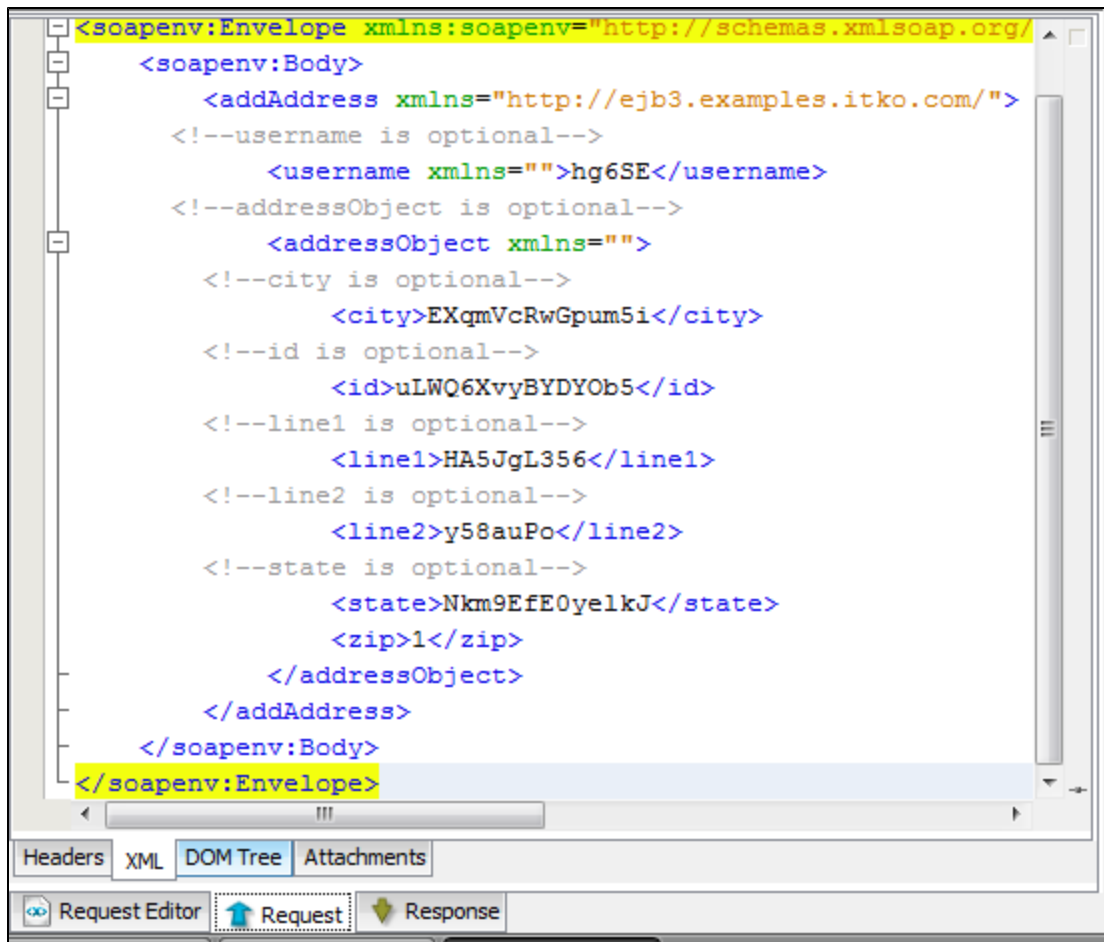 <soapenv:Envelope xmlns:soapenv="http://schemas.xmlsoap.org/
<soapenv:Body>
<addAddress xmlns="http://ejb3.examples.itko.com/">
<!--username is optional-->
<username xmlns="">hg6SE</username>
<!--addressObject is optional-->
<addressObject xmlns="">
<!--city is optional-->
<city>EXqmVcRwGpum5i</city>
<!--id is optional-->
<id>uLWQ6XvyBYDYOb5</id>
<!--line1 is optional-->
<line1>HA5JgL356</line1>
<!--line2 is optional-->
<line2>y58auPo</line2>
<!--state is optional-->
<state>Nkm9EfE0yelkJ</state>
<zip>1</zip>
</addressObject>
</addAddress>
</soapenv:Body>
</soapenv:Envelope>
Headers XML DOM Tree Attachments
Request Editor Request Response